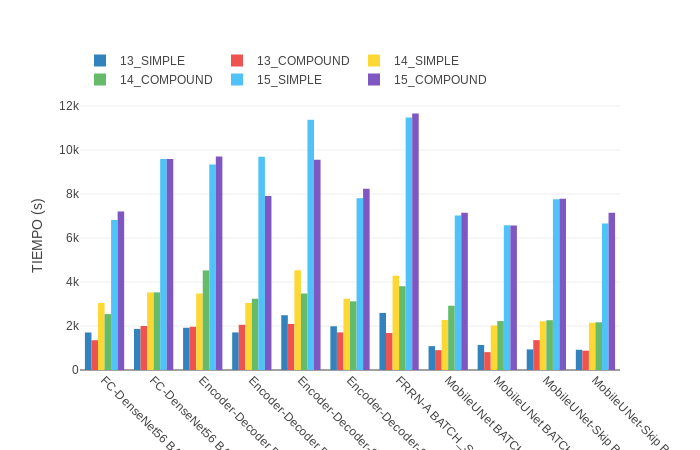 13_SIMPLE 13_COMPOUND 14_SIMPLE
14_COMPOUND 15_SIMPLE 15_COMPOUND
12k
10k
8k
6k
4k
2k
0
TIEMPO (s)
FC-DenseNet56
FC-DenseNet56
Encoder-Decoder
Encoder-Decoder
Encoder-Decoder-
Encoder-Decoder-
FRRN-A BATCH_S
MobileUNet BATCH
MobileUNet BATCH
MobileUNet-Skip
MobileUNet-Skip